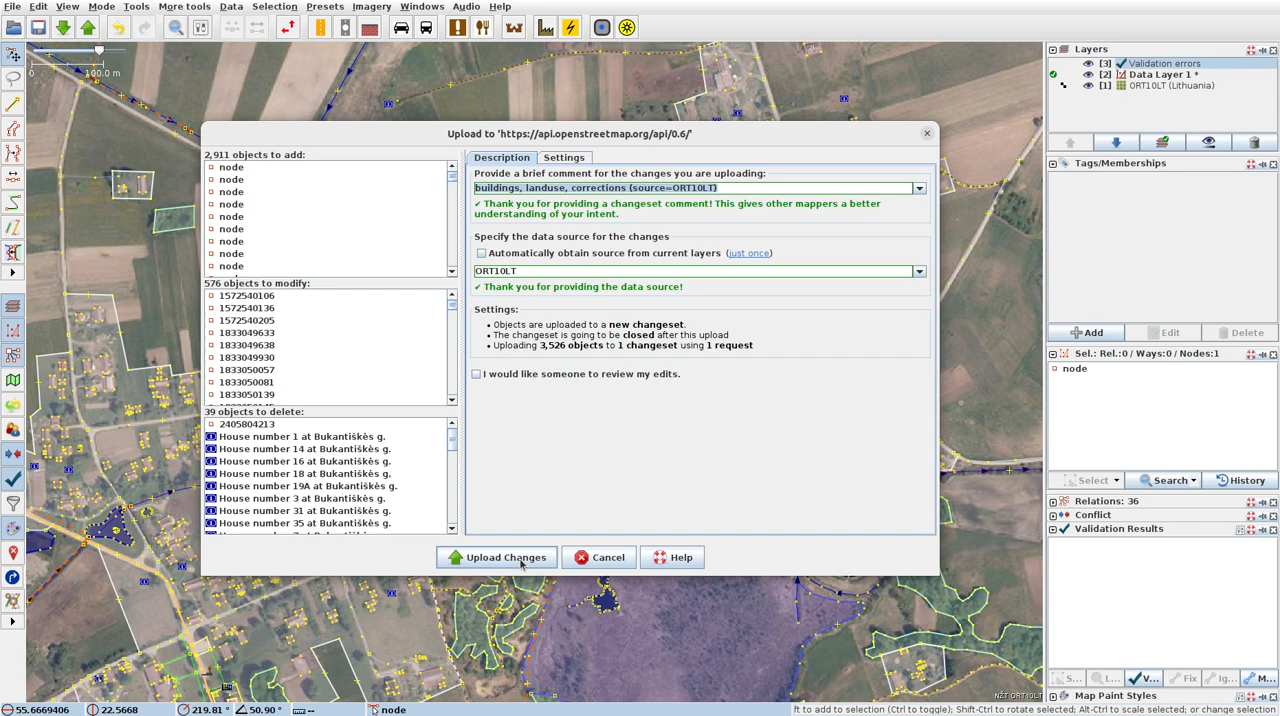 File Edit View Mode Tools More tools Data Selection Presets Imagery Windows Audio Help
0 100.0 m
Upload to 'https://api.openstreetmap.org/api/0.6/'
2,911 objects to add:
node
node
node
node
node
node
node
node
node
576 objects to modify:
1572540106
1572540136
1572540205
1833049633
1833049638
1833049930
1833050057
1833050081
1833050139
39 objects to delete:
2405804213
House number 1 at Bukantiškės g.
House number 14 at Bukantiškės g.
House number 16 at Bukantiškės g.
House number 18 at Bukantiškės g.
House number 19A at Bukantiškės g.
House number 3 at Bukantiškės g.
House number 31 at Bukantiškės g.
House number 35 at Bukantiškės g.
Description Settings
Provide a brief comment for the changes you are uploading:
buildings, landuse, corrections (source=ORT10LT)
✔ Thank you for providing a changeset comment! This gives other mappers a better
understanding of your intent.
Specify the data source for the changes
Automatically obtain source from current layers (just once)
ORT10LT
✔ Thank you for providing the data source!
Settings:
• Objects are uploaded to a new changeset.
• The changeset is going to be closed after this upload
• Uploading 3,526 objects to 1 changeset using 1 request
I would like someone to review my edits.
Upload Changes Cancel Help
Layers
[3] Validation errors
[2] Data Layer 1 *
[1] ORT10LT (Lithuania)
Tags/Memberships
Add Edit Delete
Sel.: Rel.:0 / Ways:0 / Nodes:1
node
Select Search History
Relations: 36
Conflict
Validation Results
S... L... V... Fix Ig... M...
Map Paint Styles
NŽT ORT10LT
55.6669406 22.5668 219.81 ° 50.90 ° -- node
ft to add to selection (Ctrl to toggle); Shift-Ctrl to rotate selected; Alt-Ctrl to scale selected; or change selection